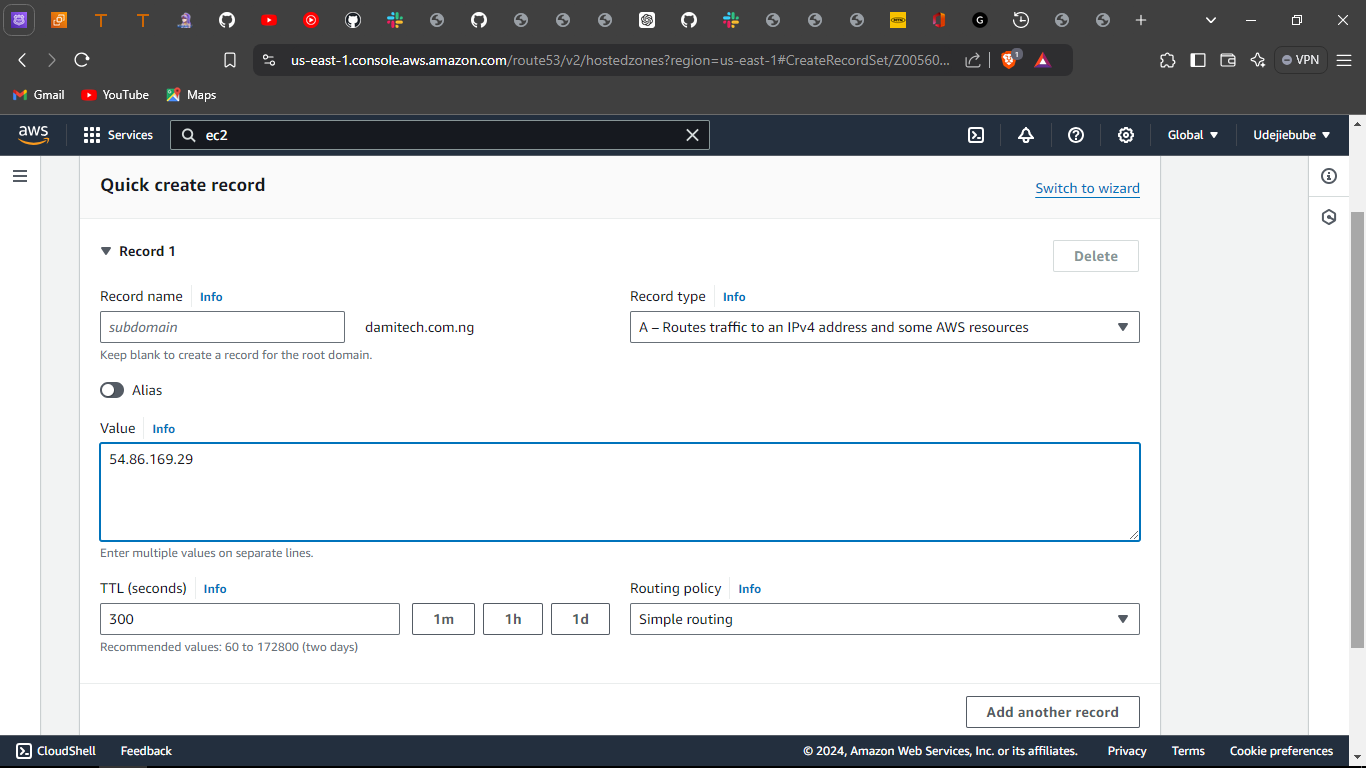 us-east-1.console.aws.amazon.com/route53/v2/hostedzones?region=us-east-1#CreateRecordSet/Z00560...
1
VPN
Gmail
YouTube
Maps
aws
Services
ec2
Global
Udejiebube
Quick create record
Switch to wizard
Record 1
Delete
Record name Info
Record type Info
subdomain
damitech.com.ng
A – Routes traffic to an IPv4 address and some AWS resources
Keep blank to create a record for the root domain.
Alias
Value Info
54.86.169.29
Enter multiple values on separate lines.
TTL (seconds) Info
Routing policy Info
300
1m
1h
1d
Simple routing
Recommended values: 60 to 172800 (two days)
Add another record
CloudShell
Feedback
© 2024, Amazon Web Services, Inc. or its affiliates.
Privacy
Terms
Cookie preferences